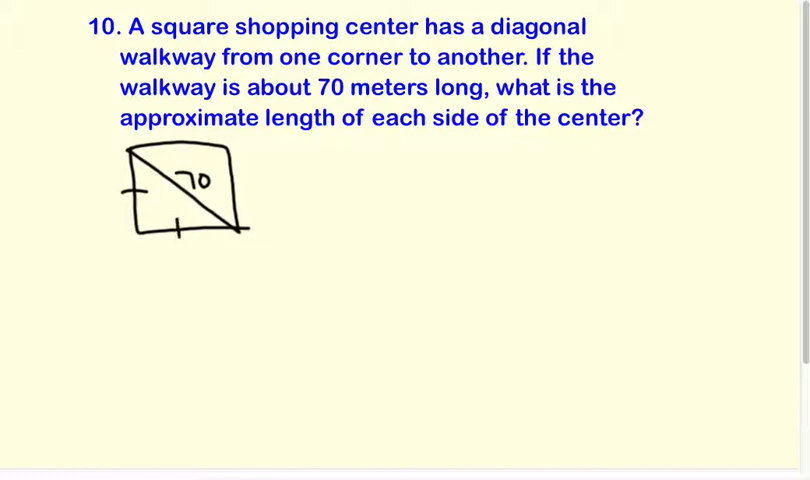 10. A square shopping center has a diagonal
walkway from one corner to another. If the
walkway is about 70 meters long, what is the
approximate length of each side of the center?
70